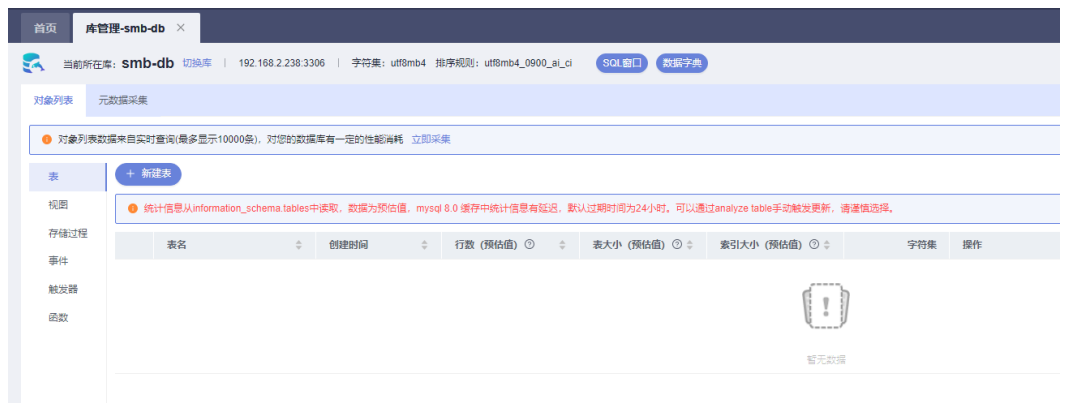 首页 库管理-smb-db ×
当前所在库: smb-db 切换库 | 192.168.2.238:3306 | 字符集: utf8mb4 排序规则: utf8mb4_0900_ai_ci SQL窗口 数据字典
对象列表 元数据采集
对象列表数据来自实时查询(最多显示10000条), 对您的数据库有一定的性能消耗 立即采集
表
视图
存储过程
事件
触发器
函数
+ 新建表
统计信息从information_schema.tables中读取, 数据为预估值, mysql 8.0 缓存中统计信息有延迟, 默认过期时间为24小时。可以通过analyze table手动触发更新, 请谨慎选择。
表名 创建时间 行数 (预估值) 表大小 (预估值) 索引大小 (预估值) 字符集 操作
暂无数据